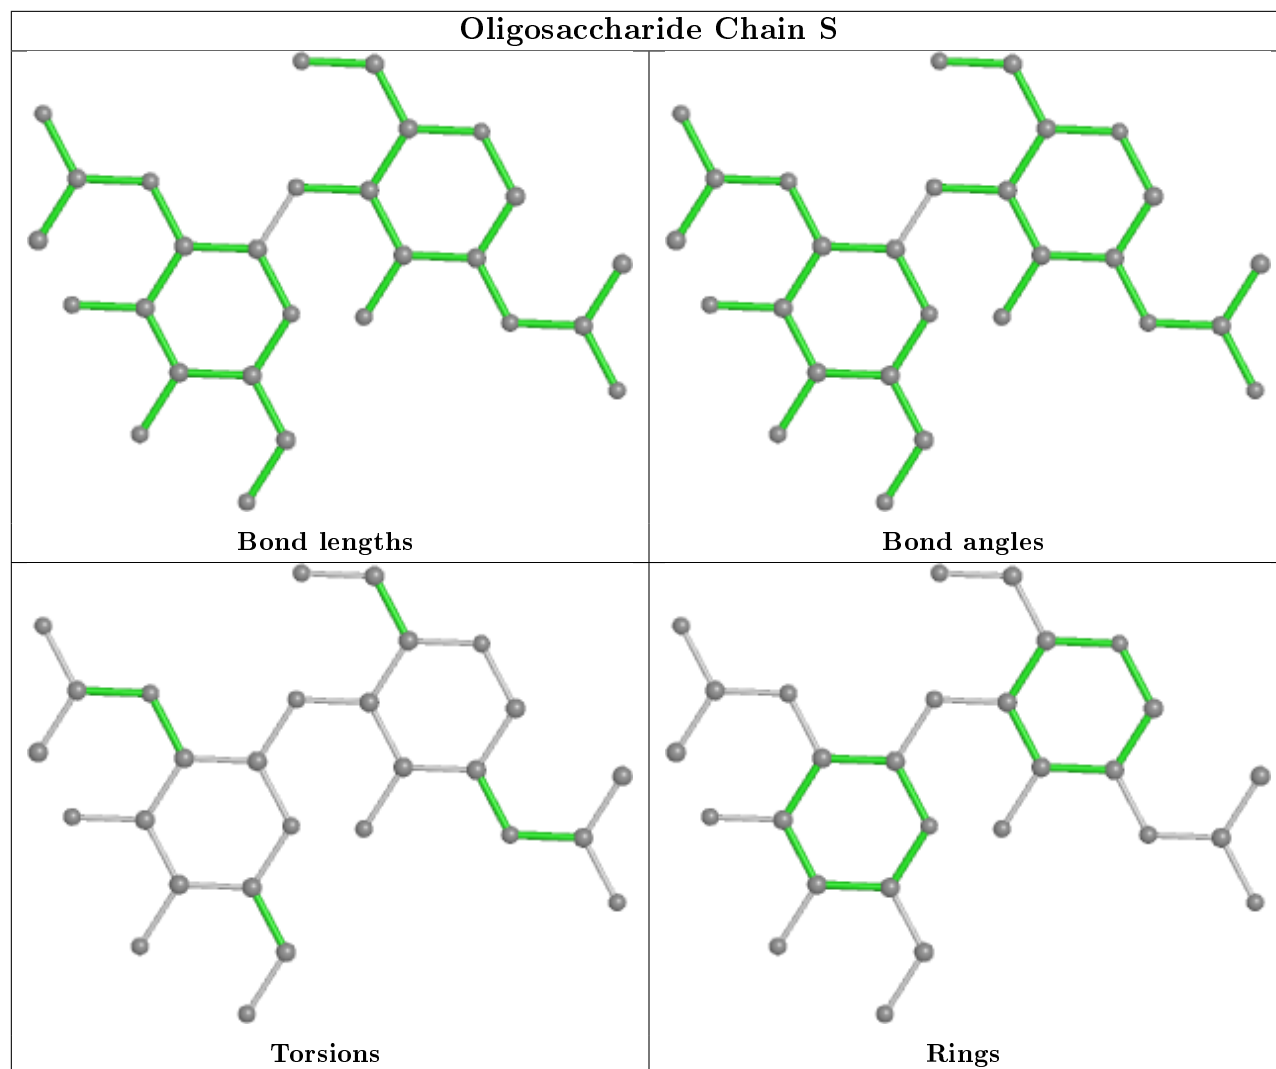 Oligosaccharide Chain S
Bond lengths
Bond angles
Torsions
Rings